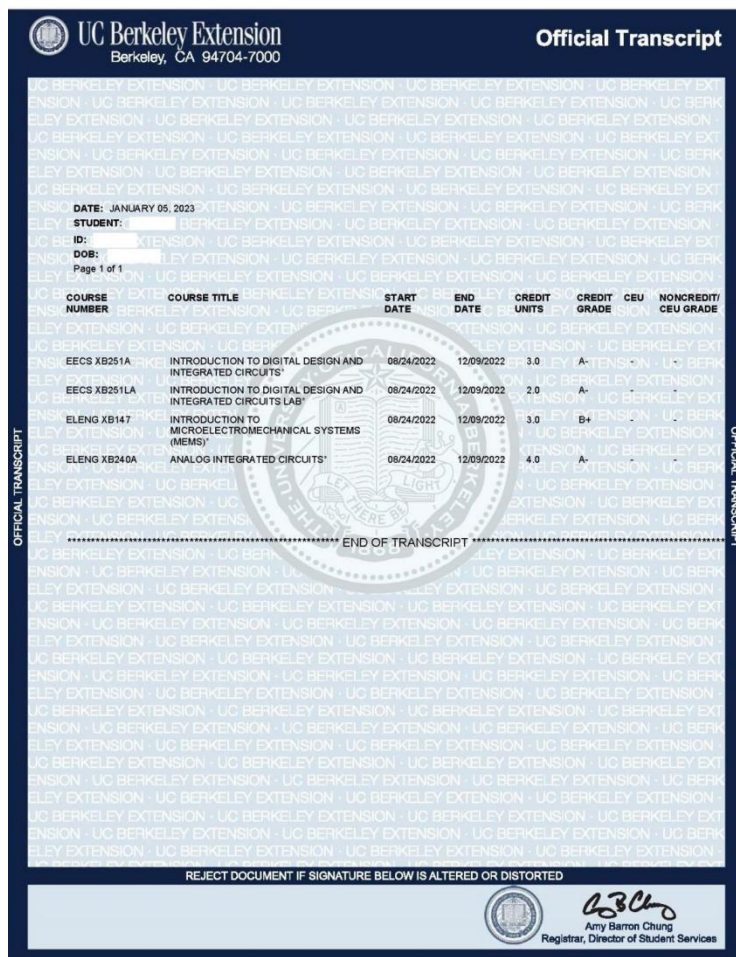 UC Berkeley Extension
Berkeley, CA 94704-7000
Official Transcript
DATE: JANUARY 05, 2023
STUDENT:
ID:
DOB:
Page 1 of 1
COURSE NUMBER COURSE TITLE START DATE END DATE CREDIT UNITS CREDIT GRADE CEU NONCREDIT/ CEU GRADE
EECS XB251A INTRODUCTION TO DIGITAL DESIGN AND 08/24/2022 12/09/2022 3.0 A- - -
INTEGRATED CIRCUITS*
EECS XB251LA INTRODUCTION TO DIGITAL DESIGN AND 08/24/2022 12/09/2022 2.0 A- - -
INTEGRATED CIRCUITS LAB*
ELENG XB147 INTRODUCTION TO 08/24/2022 12/09/2022 3.0 B+ - -
MICROELECTROMECHANICAL SYSTEMS
(MEMS)*
ELENG XB240A ANALOG INTEGRATED CIRCUITS* 08/24/2022 12/09/2022 4.0 A- - -
END OF TRANSCRIPT
OFFICIAL TRANSCRIPT
OFFICIAL TRANSCRIPT
LET THERE BE LIGHT
1868
REJECT DOCUMENT IF SIGNATURE BELOW IS ALTERED OR DISTORTED
Amy Barron Chung
Registrar, Director of Student Services